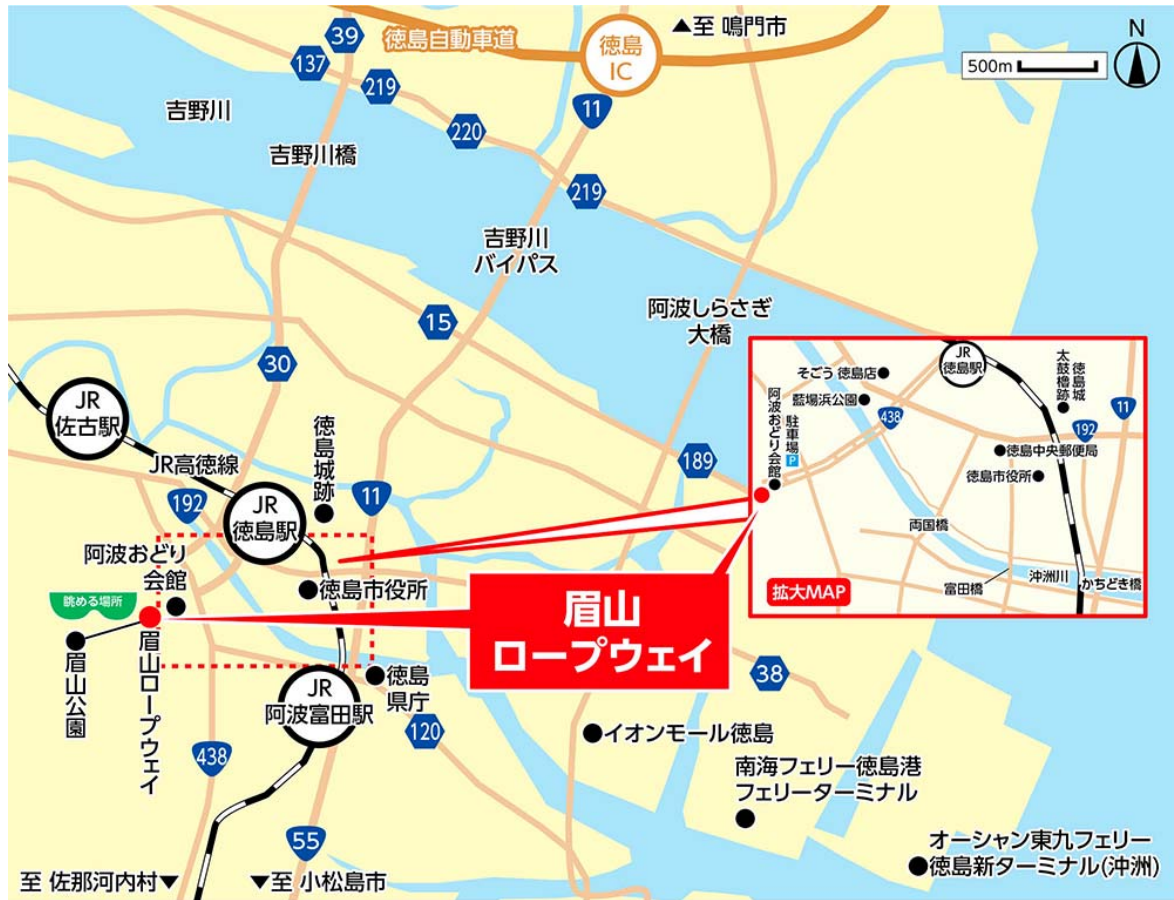 39
徳島自動車道
徳島
IC
▲至 鳴門市
N
500m
137
219
11
吉野川
220
吉野川橋
219
吉野川
バイパス
阿波しらさぎ
大橋
15
30
JR
佐古駅
JR高徳線
徳島城跡
189
192
11
JR
徳島駅
阿波おどり
会館
徳島市役所
眺める場所
眉山公園
眉山ロープウェイ
眉山
ロープウェイ
徳島
県庁
JR
阿波富田駅
38
120
438
イオンモール徳島
南海フェリー徳島港
フェリーターミナル
55
オーシャン東九フェリー
徳島新ターミナル(沖洲)
至 佐那河内村▼
▼至 小松島市
JR
徳島駅
そごう 徳島店
徳島城
太鼓櫓跡
藍場浜公園
阿波おどり会館
駐車場
P
438
11
192
徳島中央郵便局
徳島市役所
両国橋
富田橋
沖洲川
かちどき橋
拡大MAP